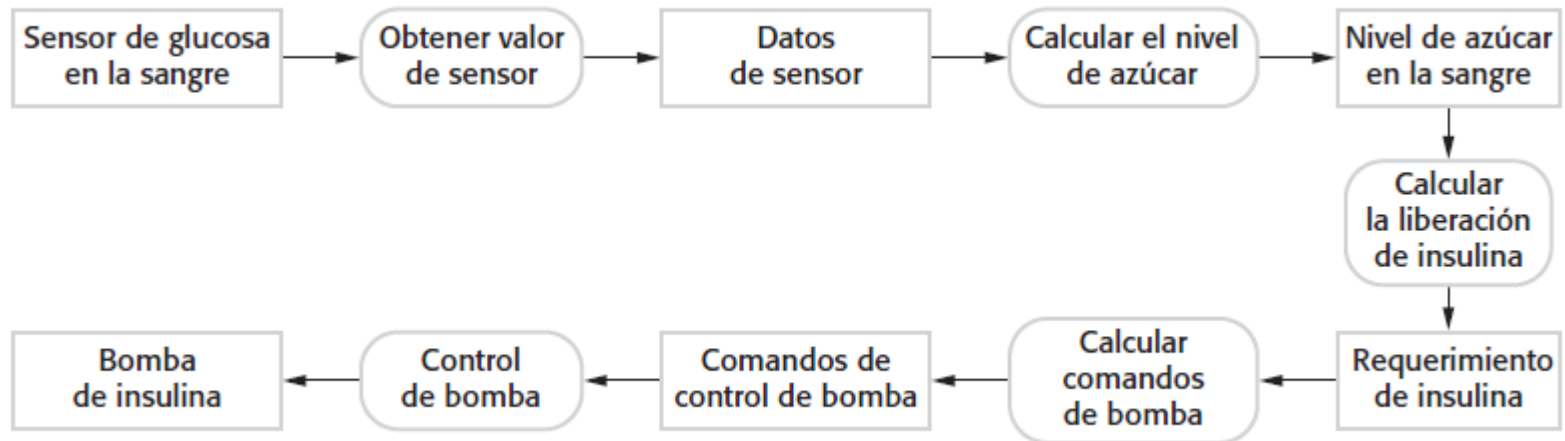 Sensor de glucosa
en la sangre
Obtener valor
de sensor
Datos
de sensor
Calcular el nivel
de azúcar
Nivel de azúcar
en la sangre
Calcular
la liberación
de insulina
Requerimiento
de insulina
Calcular
comandos
de bomba
Comandos de
control de bomba
Control
de bomba
Bomba
de insulina